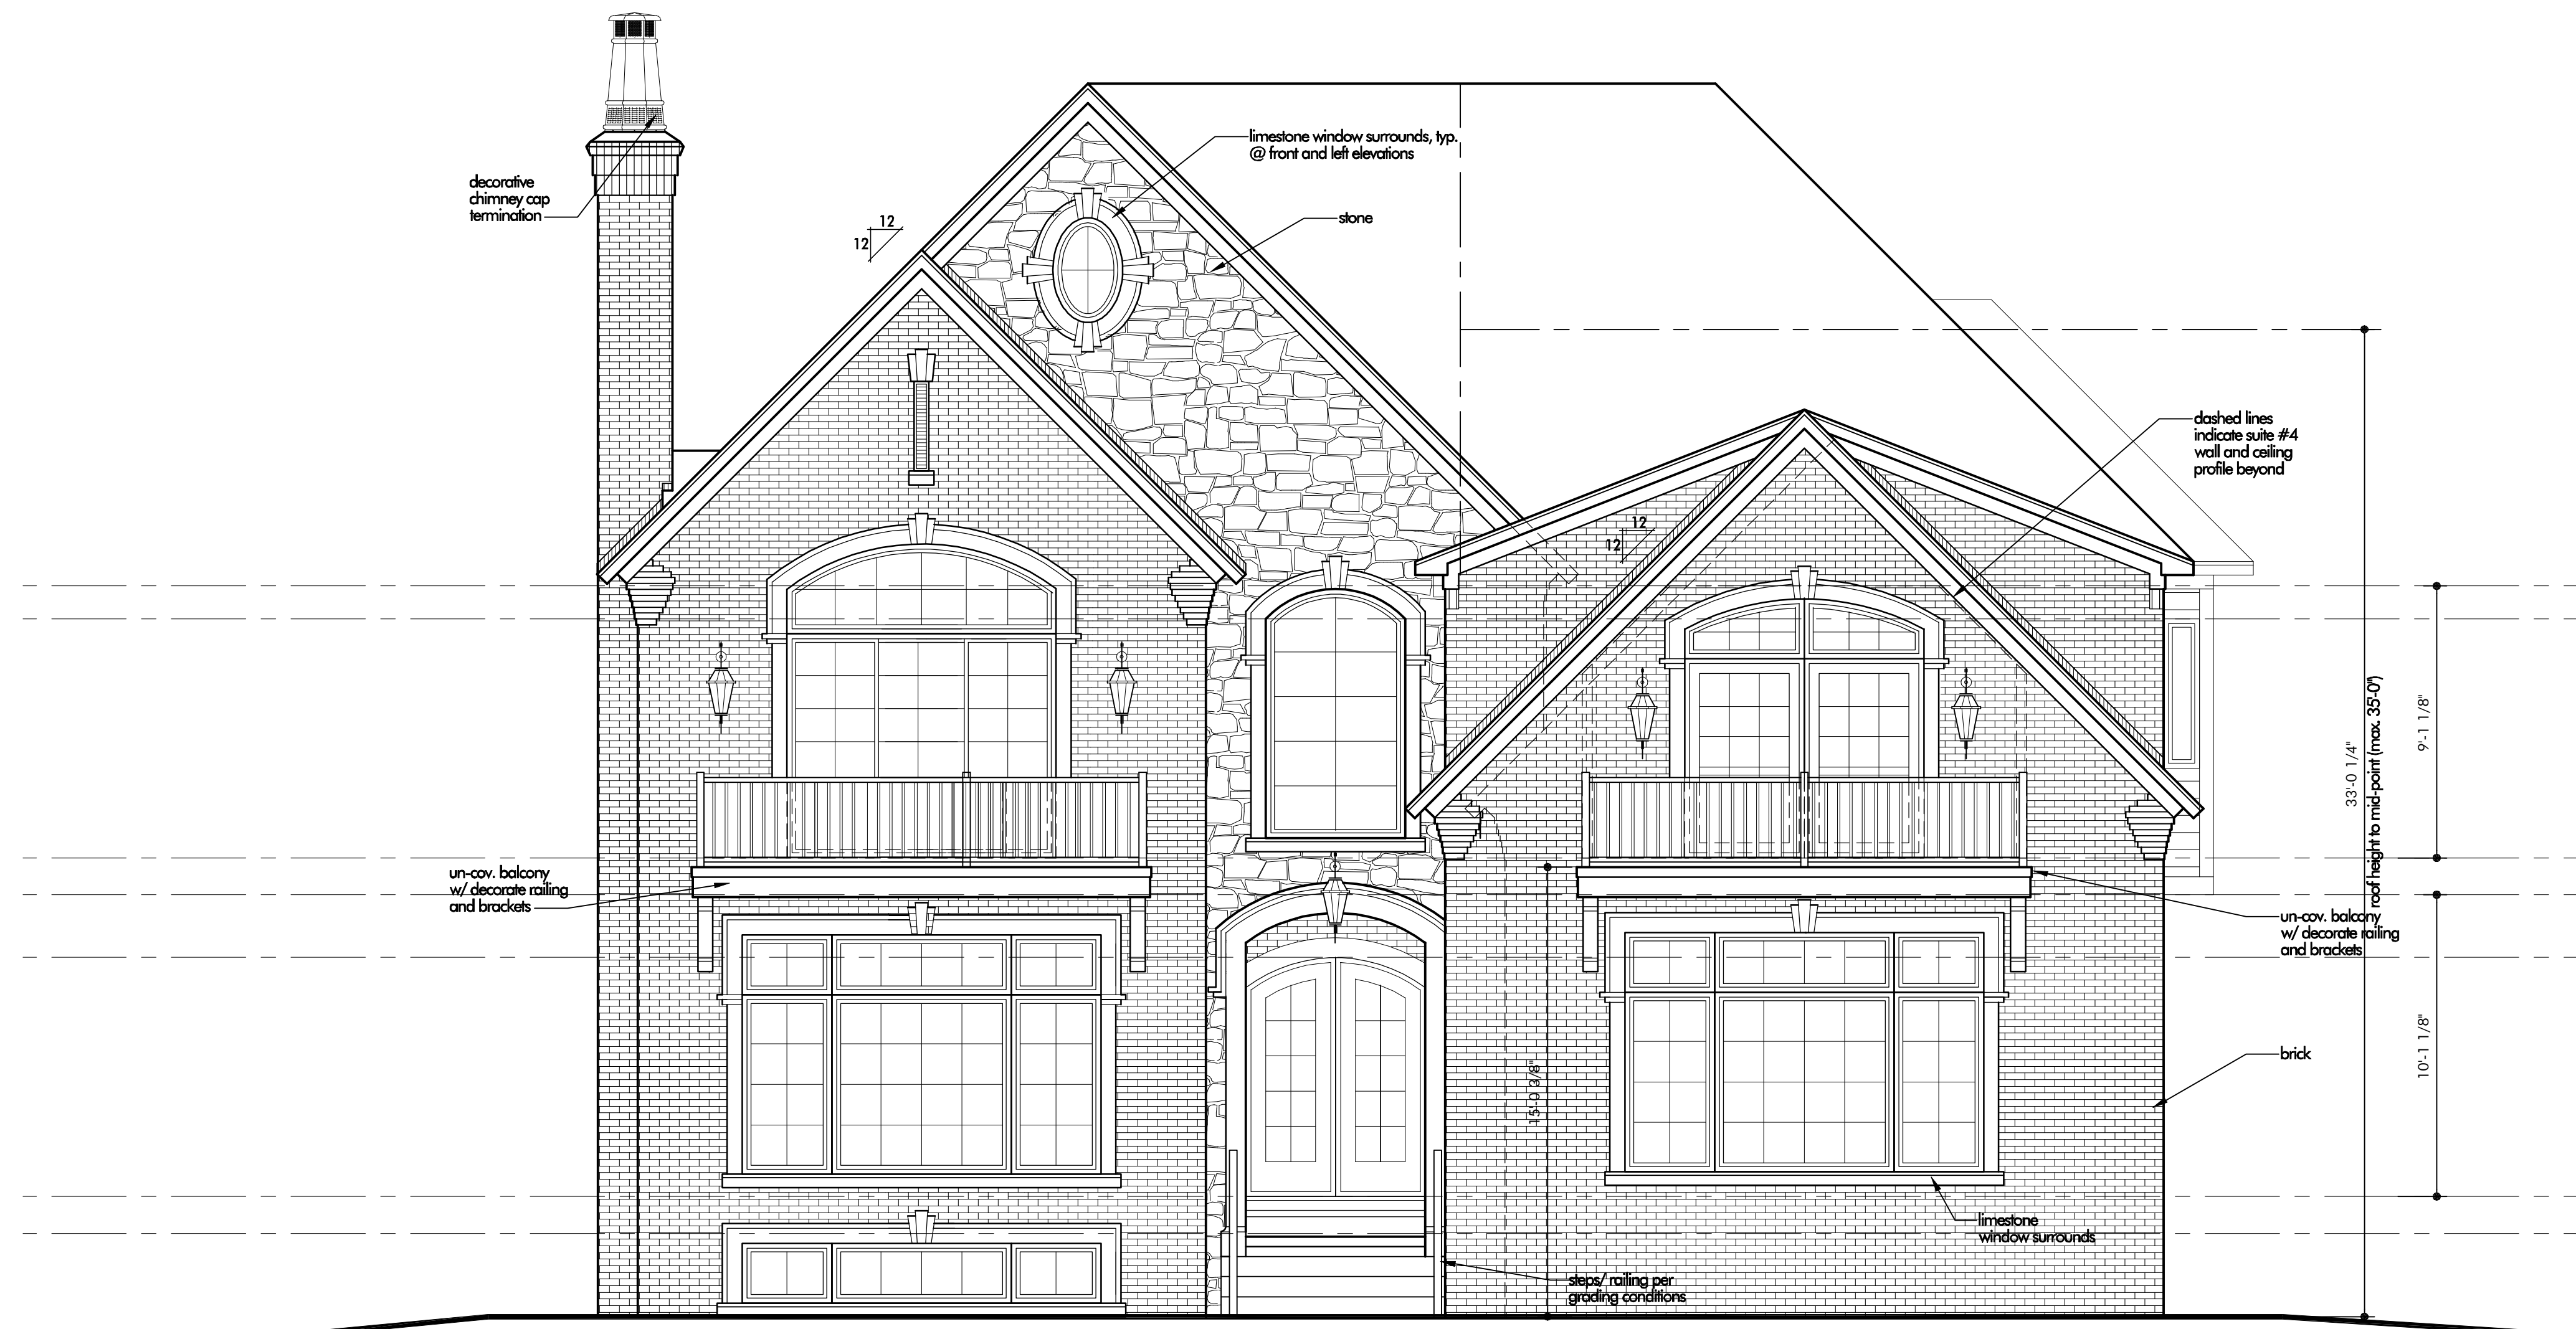 limestone window surrounds, typ.
@ front and left elevations
decorative
chimney cap
termination
stone
12
12
dashed lines
indicate suite #4
wall and ceiling
profile beyond
12
12
33'-0 1/4"
roof height to mid-point (max. 35'-0")
9'-1 1/8"
un-cov. balcony
w/ decorate railing
and brackets
un-cov. balcony
w/ decorate railing
and brackets
10'-1 1/8"
brick
15'-0 3/8"
limestone
window surrounds
steps/ railing per
grading conditions